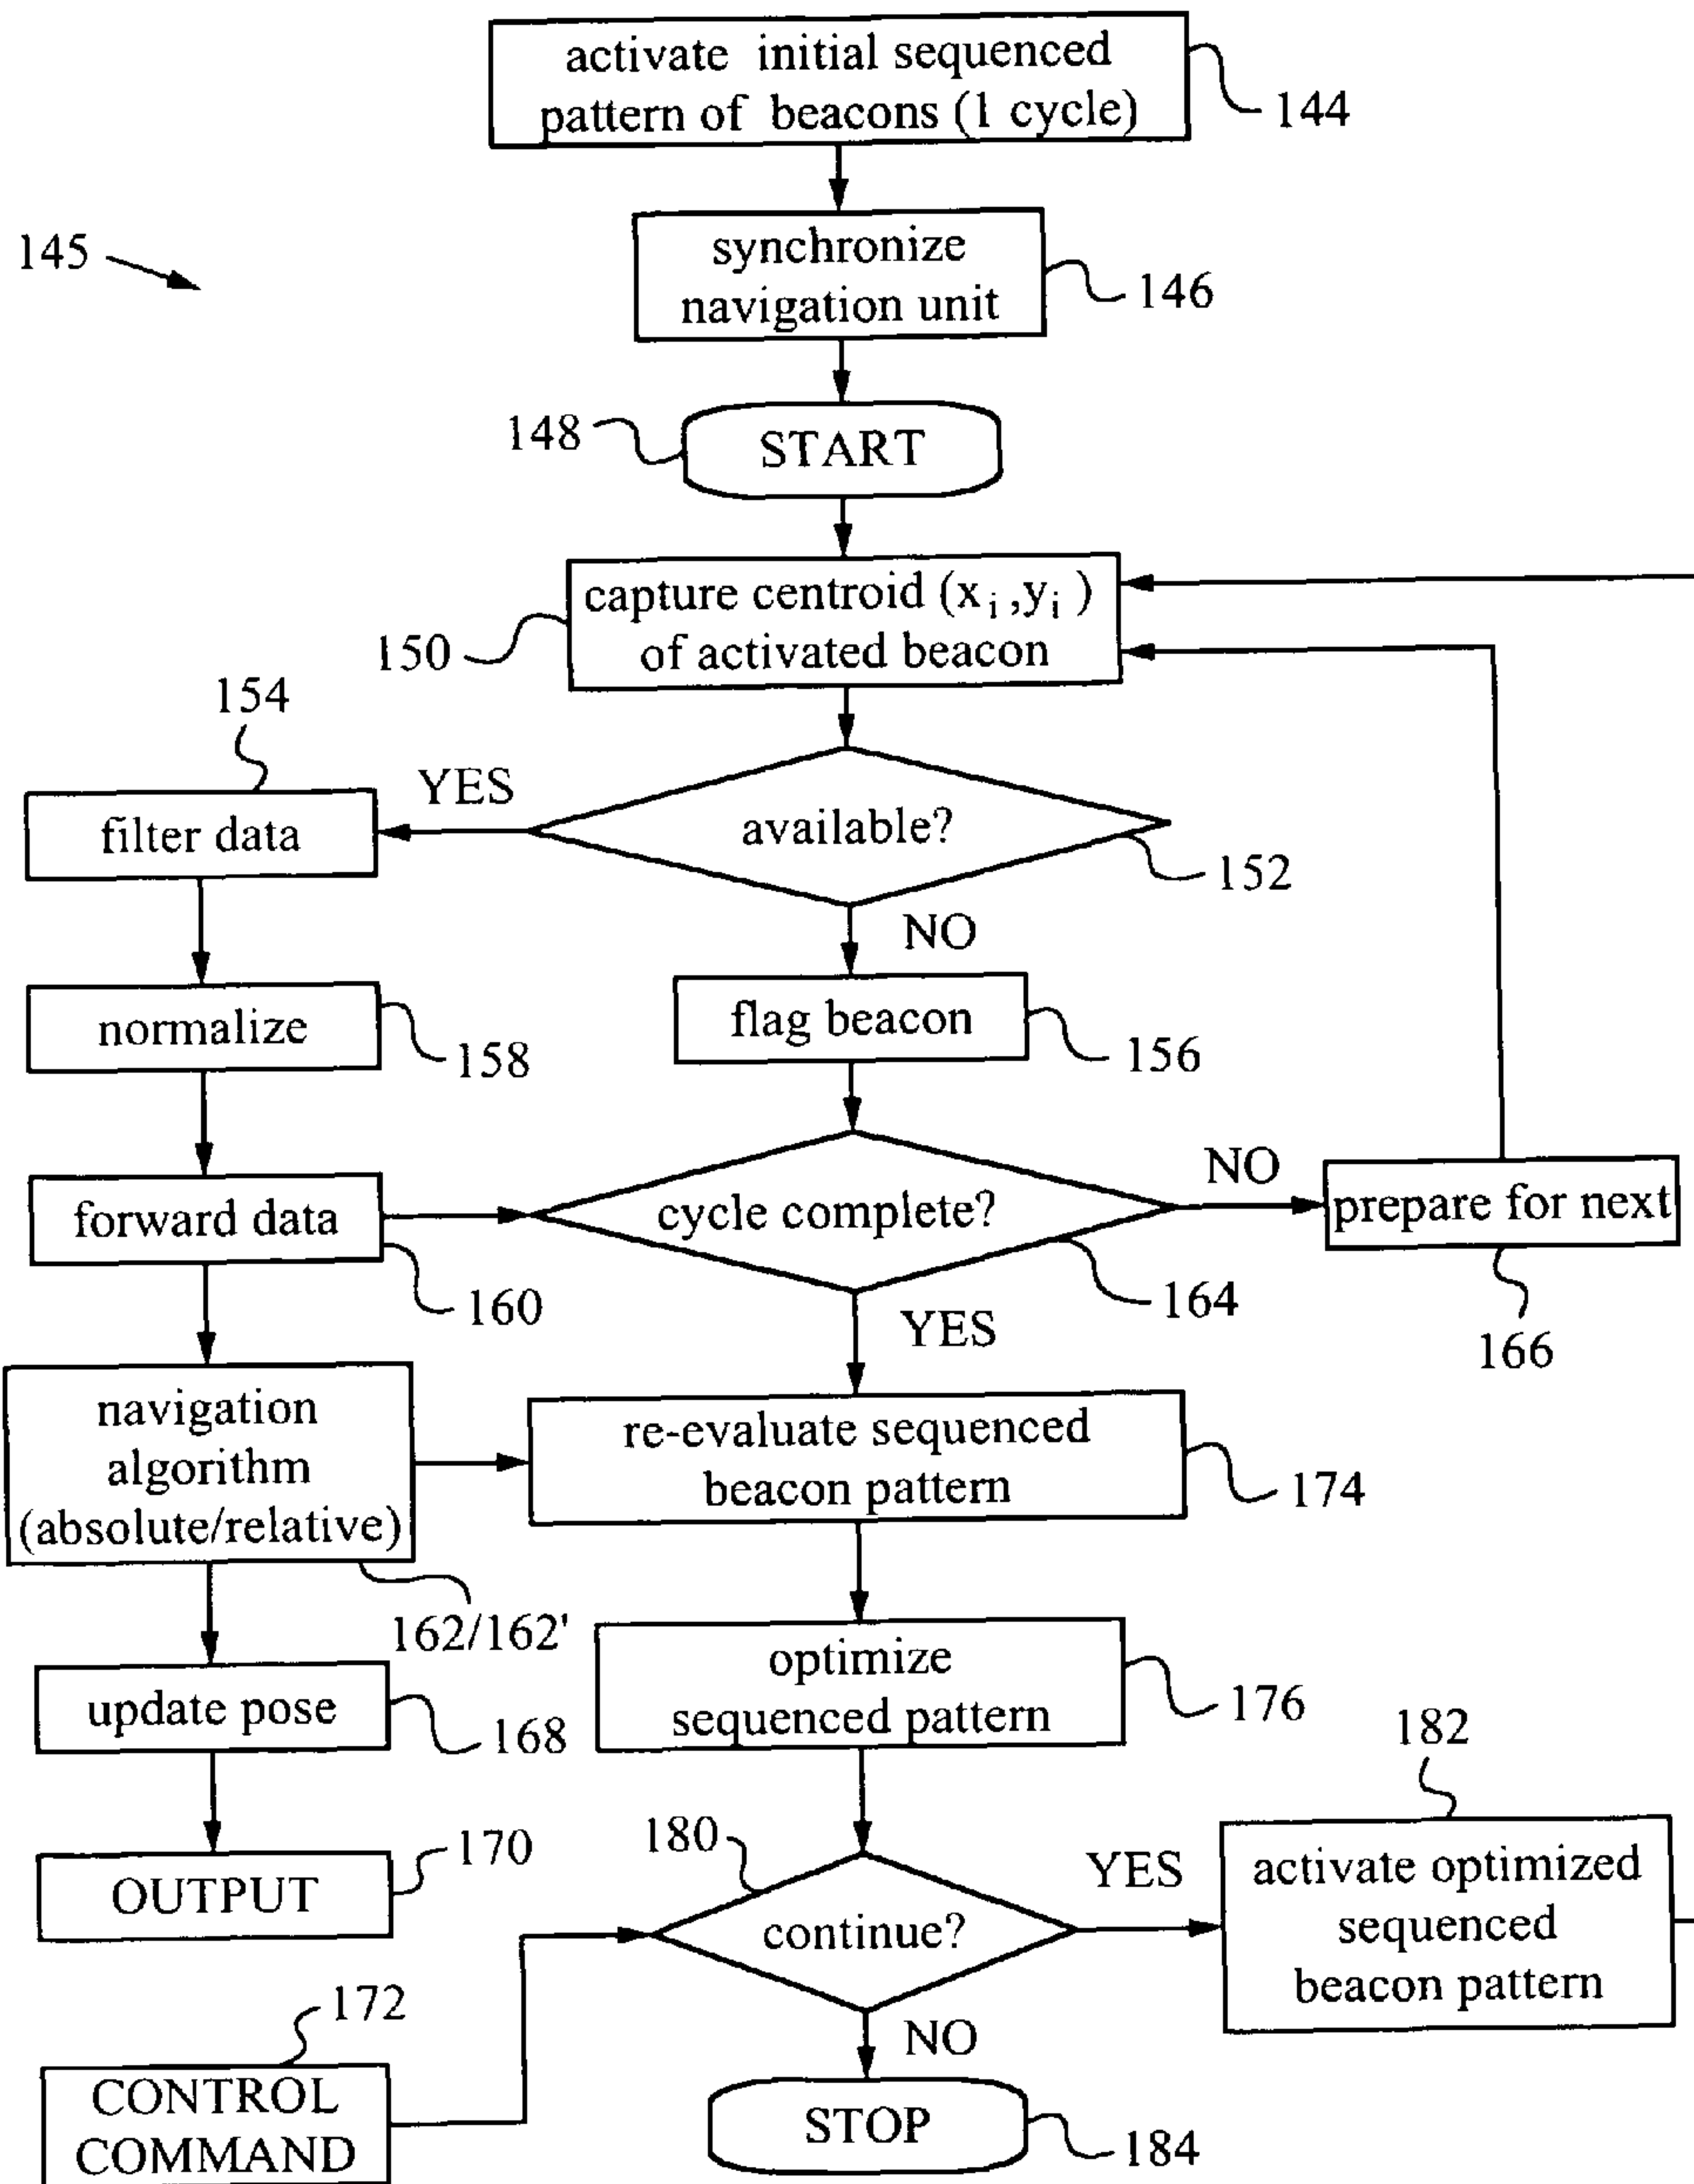 activate initial sequenced
pattern of beacons (1 cycle)
144
synchronize
navigation unit
146
145
148
START
capture centroid (xi,yi)
of activated beacon
150
154
YES
filter data
available?
152
NO
normalize
158
flag beacon
156
forward data
160
cycle complete?
164
NO
prepare for next
166
YES
navigation
algorithm
(absolute/relative)
162/162'
re-evaluate sequenced
beacon pattern
174
update pose
168
optimize
sequenced pattern
176
182
OUTPUT
170
180
continue?
YES
activate optimized
sequenced
beacon pattern
172
CONTROL
COMMAND
NO
STOP
184